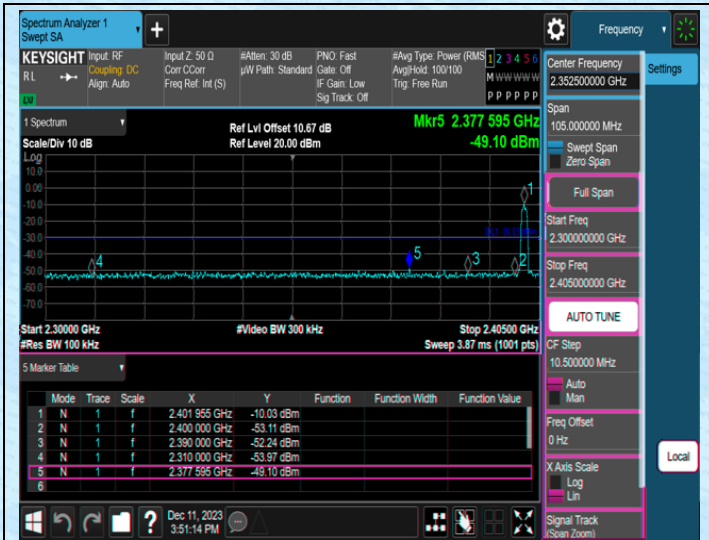 Spectrum Analyzer 1
Swept SA
Frequency
KEYSIGHT
RL
LXI
Input: RF
Coupling: DC
Align: Auto
Input Z: 50 Ω
Corr CCorr
Freq Ref: Int (S)
#Atten: 30 dB
µW Path: Standard
PNO: Fast
Gate: Off
IF Gain: Low
Sig Track: Off
#Avg Type: Power (RMS
Avg|Hold: 100/100
Trig: Free Run
1 2 3 4 5 6
M W W W W W
P P P P P P
1 Spectrum
Scale/Div 10 dB
Ref Lvl Offset 10.67 dB
Ref Level 20.00 dBm
Mkr5 2.377 595 GHz
-49.10 dBm
Log
10.0
0.00
-10.0
-20.0
-30.0
-40.0
-50.0
-60.0
-70.0
1
2
3
4
5
Start 2.30000 GHz
#Res BW 100 kHz
#Video BW 300 kHz
Stop 2.40500 GHz
Sweep 3.87 ms (1001 pts)
5 Marker Table
Mode Trace Scale X Y Function Function Width Function Value
1 N 1 f 2.401 955 GHz -10.03 dBm
2 N 1 f 2.400 000 GHz -53.11 dBm
3 N 1 f 2.390 000 GHz -52.24 dBm
4 N 1 f 2.310 000 GHz -53.97 dBm
5 N 1 f 2.377 595 GHz -49.10 dBm
6
Dec 11, 2023
3:51:14 PM
Center Frequency
2.352500000 GHz
Settings
Span
105.000000 MHz
Swept Span
Zero Span
Full Span
Start Freq
2.300000000 GHz
Stop Freq
2.405000000 GHz
AUTO TUNE
CF Step
10.500000 MHz
Auto
Man
Freq Offset
0 Hz
X Axis Scale
Log
Lin
Local
Signal Track
(Span Zoom)